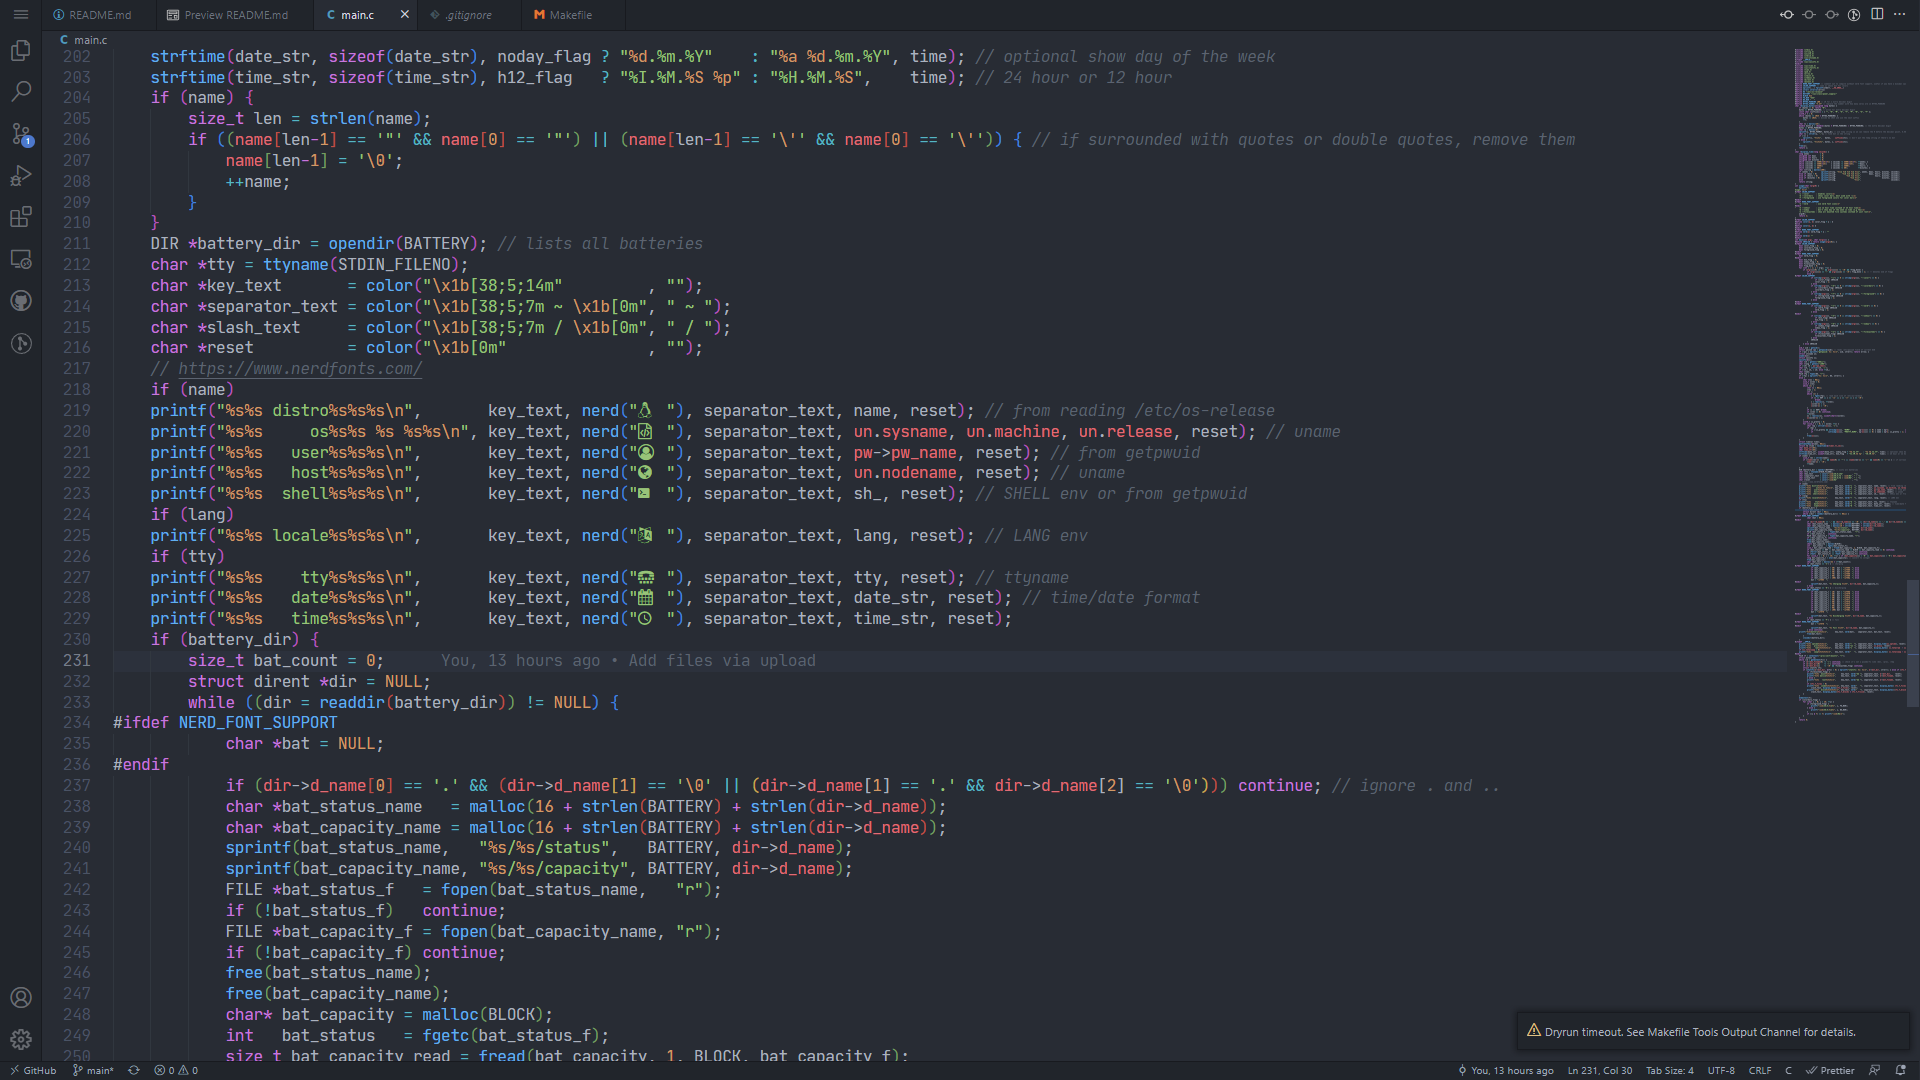 README.md
Preview README.md
main.c
.gitignore
Makefile
main.c
202 strftime(date_str, sizeof(date_str), noday_flag ? "%d.%m.%Y"    : "%a %d.%m.%Y", time); // optional show day of the week
203 strftime(time_str, sizeof(time_str), h12_flag   ? "%I.%M.%S %p" : "%H.%M.%S",    time); // 24 hour or 12 hour
204 if (name) {
205     size_t len = strlen(name);
206     if ((name[len-1] == '"' && name[0] == '"') || (name[len-1] == '\'' && name[0] == '\'')) { // if surrounded with quotes or double quotes, remove them
207         name[len-1] = '\0';
208         ++name;
209     }
210 }
211 DIR *battery_dir = opendir(BATTERY); // lists all batteries
212 char *tty = ttyname(STDIN_FILENO);
213 char *key_text       = color("\x1b[38;5;14m"         , "");
214 char *separator_text = color("\x1b[38;5;7m ~ \x1b[0m", " ~ ");
215 char *slash_text     = color("\x1b[38;5;7m / \x1b[0m", " / ");
216 char *reset          = color("\x1b[0m"               , "");
217 // https://www.nerdfonts.com/
218 if (name)
219 printf("%s%s distro%s%s%s\n",       key_text, nerd("  "), separator_text, name, reset); // from reading /etc/os-release
220 printf("%s%s     os%s%s %s %s%s\n", key_text, nerd("  "), separator_text, un.sysname, un.machine, un.release, reset); // uname
221 printf("%s%s   user%s%s%s\n",       key_text, nerd("  "), separator_text, pw->pw_name, reset); // from getpwuid
222 printf("%s%s   host%s%s%s\n",       key_text, nerd("  "), separator_text, un.nodename, reset); // uname
223 printf("%s%s  shell%s%s%s\n",       key_text, nerd("  "), separator_text, sh_, reset); // SHELL env or from getpwuid
224 if (lang)
225 printf("%s%s locale%s%s%s\n",       key_text, nerd("  "), separator_text, lang, reset); // LANG env
226 if (tty)
227 printf("%s%s    tty%s%s%s\n",       key_text, nerd("  "), separator_text, tty, reset); // ttyname
228 printf("%s%s   date%s%s%s\n",       key_text, nerd("  "), separator_text, date_str, reset); // time/date format
229 printf("%s%s   time%s%s%s\n",       key_text, nerd("  "), separator_text, time_str, reset);
230 if (battery_dir) {
231     size_t bat_count = 0;      You, 13 hours ago • Add files via upload
232     struct dirent *dir = NULL;
233     while ((dir = readdir(battery_dir)) != NULL) {
234 #ifdef NERD_FONT_SUPPORT
235         char *bat = NULL;
236 #endif
237         if (dir->d_name[0] == '.' && (dir->d_name[1] == '\0' || (dir->d_name[1] == '.' && dir->d_name[2] == '\0'))) continue; // ignore . and ..
238         char *bat_status_name   = malloc(16 + strlen(BATTERY) + strlen(dir->d_name));
239         char *bat_capacity_name = malloc(16 + strlen(BATTERY) + strlen(dir->d_name));
240         sprintf(bat_status_name,   "%s/%s/status",   BATTERY, dir->d_name);
241         sprintf(bat_capacity_name, "%s/%s/capacity", BATTERY, dir->d_name);
242         FILE *bat_status_f   = fopen(bat_status_name,   "r");
243         if (!bat_status_f)   continue;
244         FILE *bat_capacity_f = fopen(bat_capacity_name, "r");
245         if (!bat_capacity_f) continue;
246         free(bat_status_name);
247         free(bat_capacity_name);
248         char* bat_capacity = malloc(BLOCK);
249         int   bat_status   = fgetc(bat_status_f);
250         size_t bat_capacity_read = fread(bat_capacity, 1, BLOCK, bat_capacity_f);
Dryrun timeout. See Makefile Tools Output Channel for details.
GitHub main* 0 0 You, 13 hours ago Ln 231, Col 30 Tab Size: 4 UTF-8 CRLF C Prettier